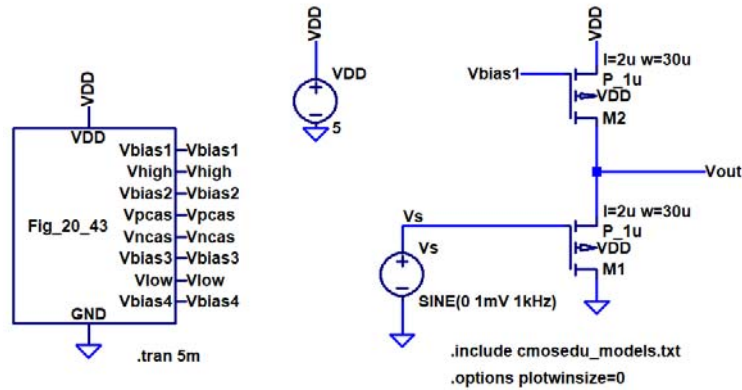 VDD
VDD
Vbias1 Vbias1
Vhigh Vhigh
Vbias2 Vbias2
Vpcas Vpcas
Fig_20_43
Vncas Vncas
Vbias3 Vbias3
Vlow Vlow
Vbias4 Vbias4
GND
.tran 5m
VDD
VDD
5
VDD
l=2u w=30u
Vbias1
P_1u
VDD
M2
Vout
l=2u w=30u
Vs
P_1u
VDD
Vs
M1
SINE(0 1mV 1kHz)
.include cmosedu_models.txt
.options plotwinsize=0